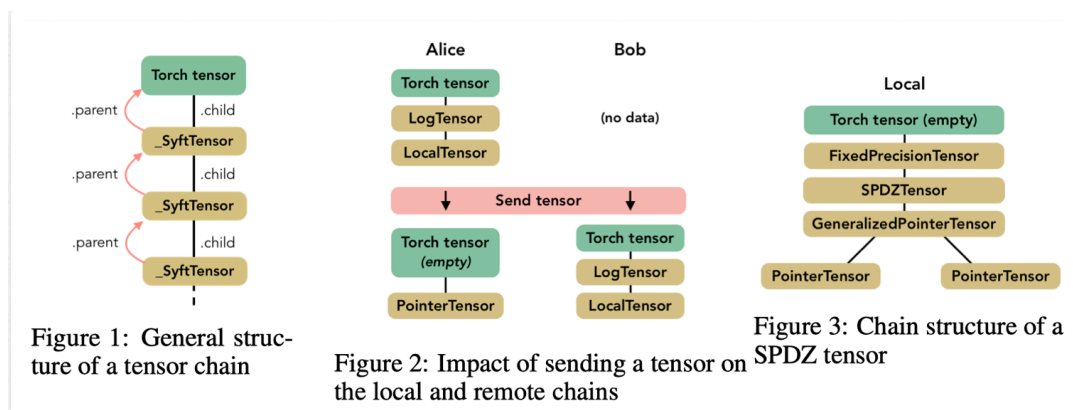 Torch tensor
.parent
.child
_SyftTensor
.parent
.child
_SyftTensor
.parent
.child
_SyftTensor
Figure 1: General struc-
ture of a tensor chain
Alice
Bob
Torch tensor
LogTensor
LocalTensor
(no data)
Send tensor
Torch tensor
(empty)
PointerTensor
Torch tensor
LogTensor
LocalTensor
Figure 2: Impact of sending a tensor on
the local and remote chains
Local
Torch tensor (empty)
FixedPrecisionTensor
SPDZTensor
GeneralizedPointerTensor
PointerTensor
PointerTensor
Figure 3: Chain structure of a
SPDZ tensor